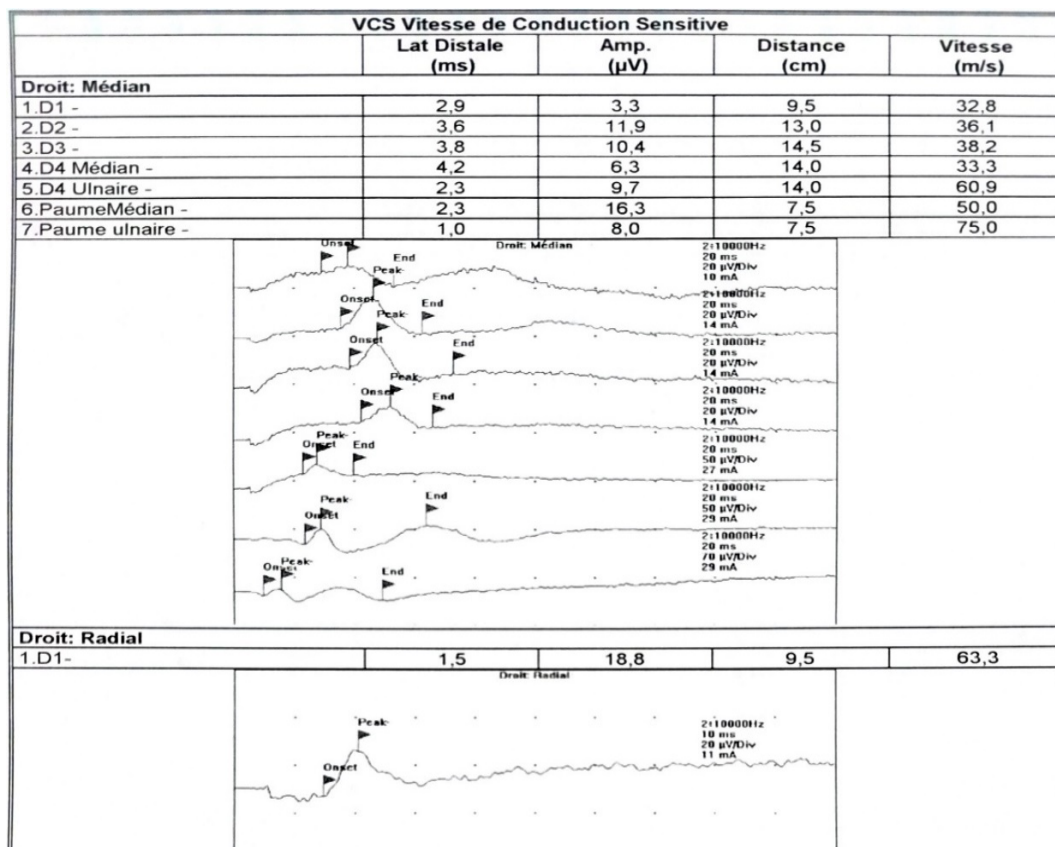 VCS Vitesse de Conduction Sensitive
Lat Distale (ms) Amp. (µV) Distance (cm) Vitesse (m/s)
Droit: Médian
1.D1 - 2,9 3,3 9,5 32,8
2.D2 - 3,6 11,9 13,0 36,1
3.D3 - 3,8 10,4 14,5 38,2
4.D4 Médian - 4,2 6,3 14,0 33,3
5.D4 Ulnaire - 2,3 9,7 14,0 60,9
6.PaumeMédian - 2,3 16,3 7,5 50,0
7.Paume ulnaire - 1,0 8,0 7,5 75,0
Droit: Médian
Onset End
2:10000Hz
20 ms
20 µV/Div
10 mA
Onset Peak End
2:10000Hz
20 ms
20 µV/Div
14 mA
Onset Peak End
2:10000Hz
20 ms
20 µV/Div
14 mA
Onset Peak End
2:10000Hz
20 ms
20 µV/Div
14 mA
Onset Peak End
2:10000Hz
20 ms
50 µV/Div
27 mA
Onset Peak End
2:10000Hz
20 ms
50 µV/Div
29 mA
Onset Peak End
2:10000Hz
20 ms
70 µV/Div
29 mA
Droit: Radial
1.D1- 1,5 18,8 9,5 63,3
Droit: Radial
Onset Peak
2:10000Hz
10 ms
20 µV/Div
11 mA